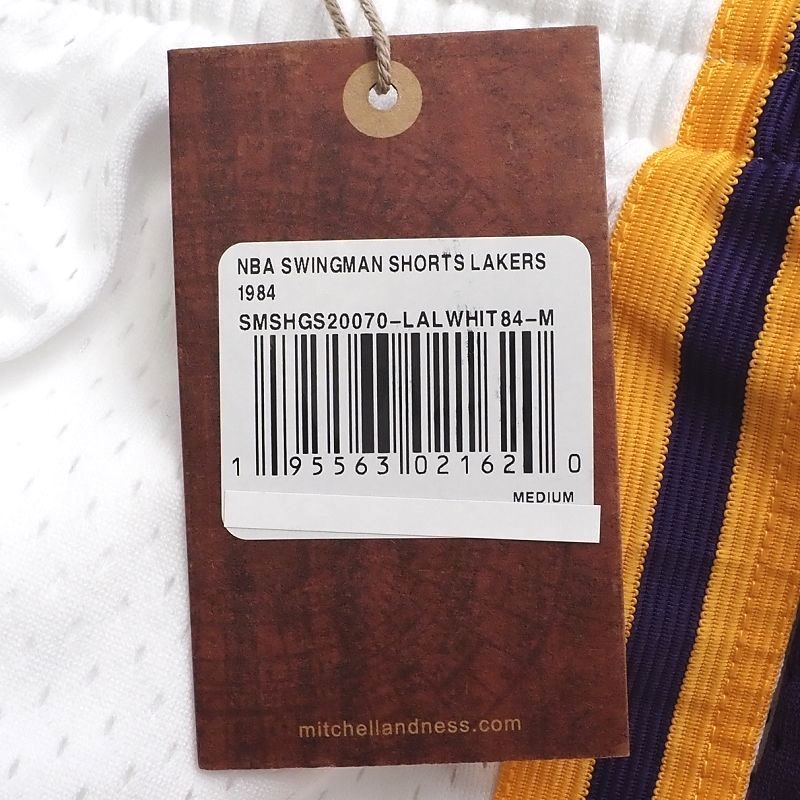 NBA SWINGMAN SHORTS LAKERS
1984
SMSHGS20070-LALWHIT84-M
1 95563 02162 0
MEDIUM
mitchellandness.com